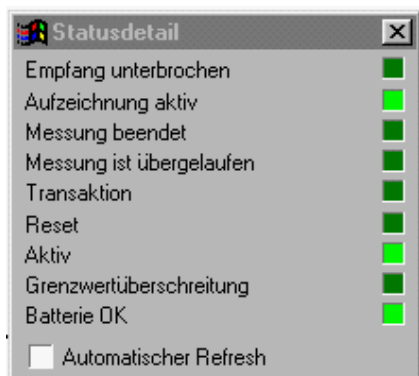 Statusdetail
Empfang unterbrochen
Aufzeichnung aktiv
Messung beendet
Messung ist übergelaufen
Transaktion
Reset
Aktiv
Grenzwertüberschreitung
Batterie OK
Automatischer Refresh